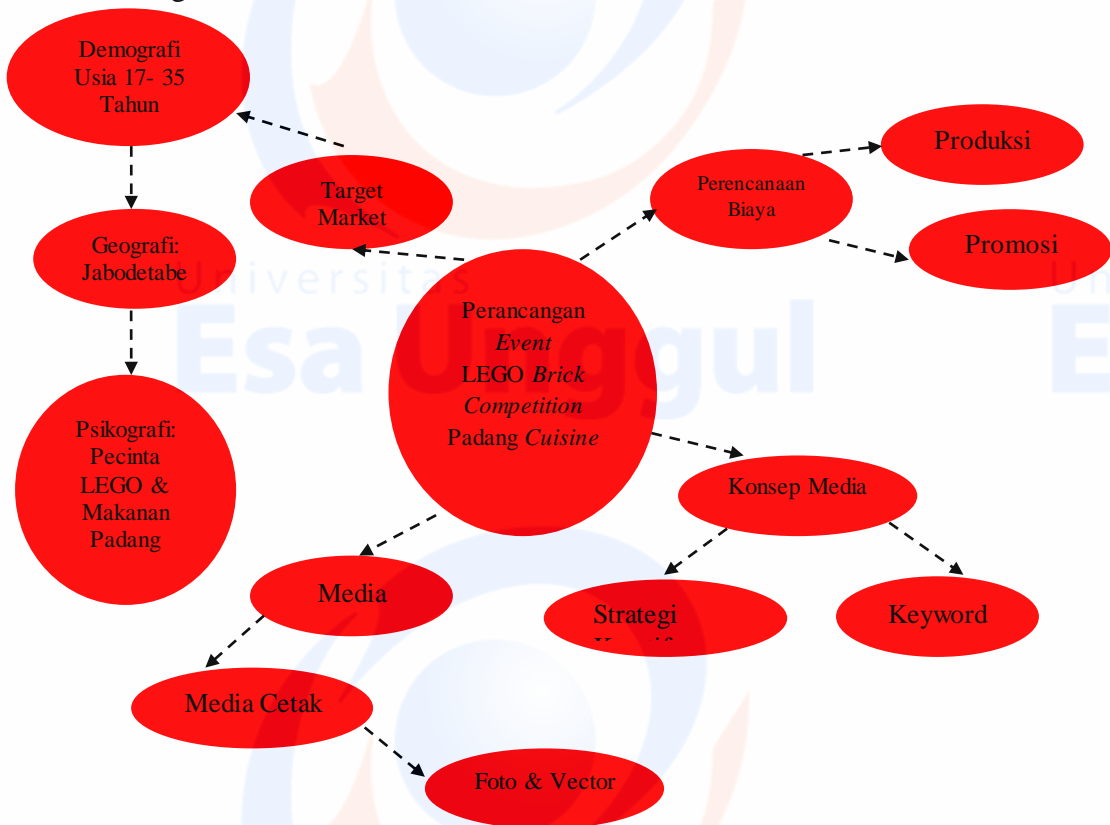 Demografi
Usia 17- 35
Tahun
Target
Market
Geografi:
Jabodetabe
Psikografi:
Pecinta
LEGO &
Makanan
Padang
Perencanaan
Biaya
Produksi
Promosi
Perancangan
Event
LEGO Brick
Competition
Padang Cuisine
Konsep Media
Strategi
Keyword
Media
Media Cetak
Foto & Vector
Universitas
Esa Unggul
Un
E